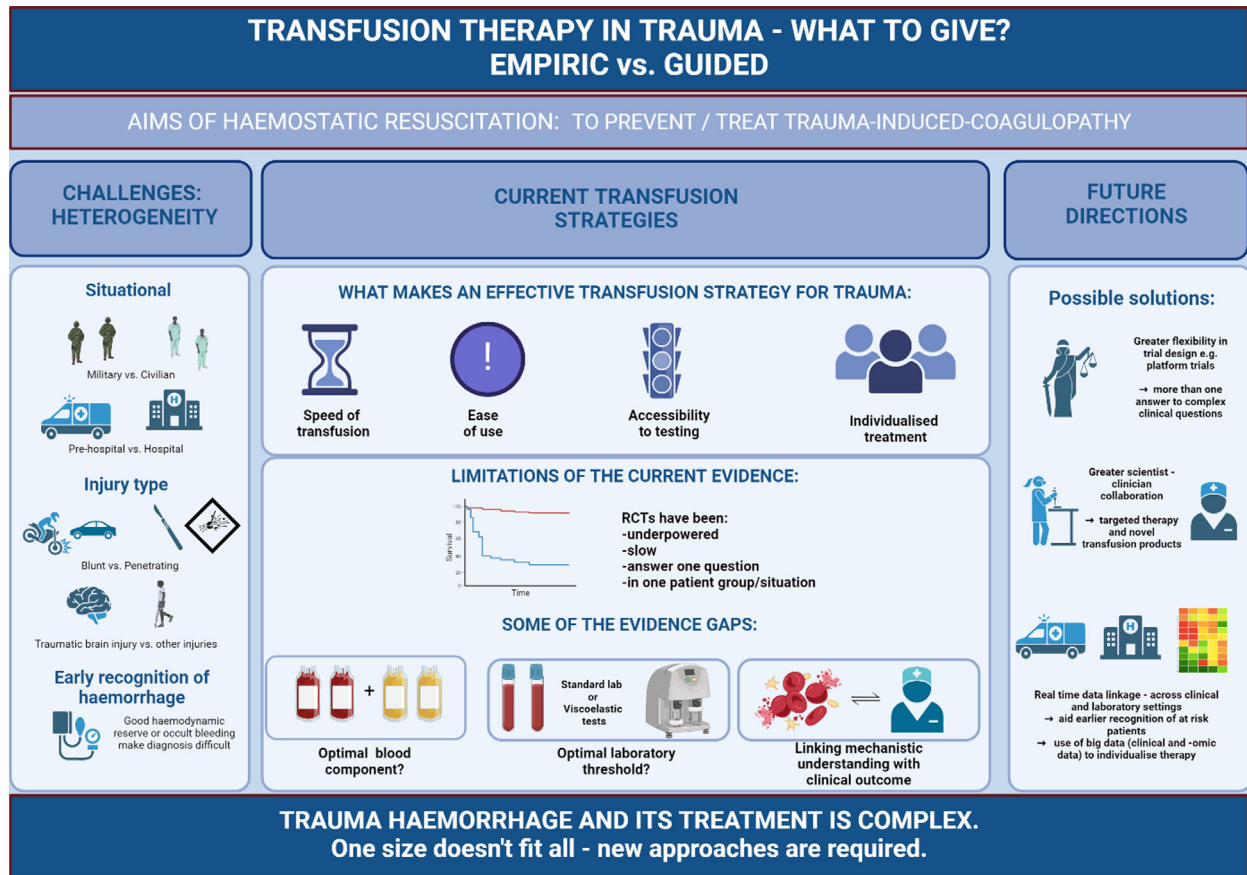 TRANSFUSION THERAPY IN TRAUMA - WHAT TO GIVE?
EMPIRIC vs. GUIDED
AIMS OF HAEMOSTATIC RESUSCITATION: TO PREVENT / TREAT TRAUMA-INDUCED-COAGULOPATHY
CHALLENGES:
HETEROGENEITY
Situational
Military vs. Civilian
H
Pre-hospital vs. Hospital
Injury type
Blunt vs. Penetrating
Traumatic brain injury vs. other injuries
Early recognition of
haemorrhage
Good haemodynamic
reserve or occult bleeding
make diagnosis difficult
CURRENT TRANSFUSION
STRATEGIES
WHAT MAKES AN EFFECTIVE TRANSFUSION STRATEGY FOR TRAUMA:
!
Speed of
transfusion
Ease
of use
Accessibility
to testing
Individualised
treatment
LIMITATIONS OF THE CURRENT EVIDENCE:
100
80
60
40
20
0
Survival
Time
RCTs have been:
-underpowered
-slow
-answer one question
-in one patient group/situation
SOME OF THE EVIDENCE GAPS:
+
Optimal blood
component?
Standard lab
or
Viscoelastic
tests
Optimal laboratory
threshold?
Linking mechanistic
understanding with
clinical outcome
FUTURE
DIRECTIONS
Possible solutions:
Greater flexibility in
trial design e.g.
platform trials
→ more than one
answer to complex
clinical questions
Greater scientist -
clinician
collaboration
→ targeted therapy
and novel
transfusion products
H
Real time data linkage - across clinical
and laboratory settings
→ aid earlier recognition of at risk
patients
→ use of big data (clinical and -omic
data) to individualise therapy
TRAUMA HAEMORRHAGE AND ITS TREATMENT IS COMPLEX.
One size doesn't fit all - new approaches are required.